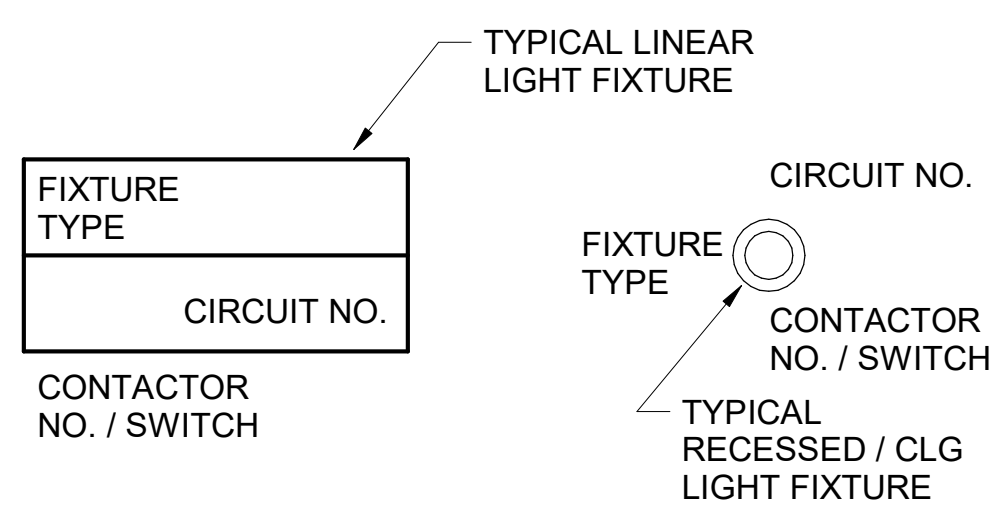 TYPICAL LINEAR
LIGHT FIXTURE
FIXTURE
TYPE
CIRCUIT NO.
CONTACTOR
NO. / SWITCH
CIRCUIT NO.
FIXTURE
TYPE
CONTACTOR
NO. / SWITCH
TYPICAL
RECESSED / CLG
LIGHT FIXTURE